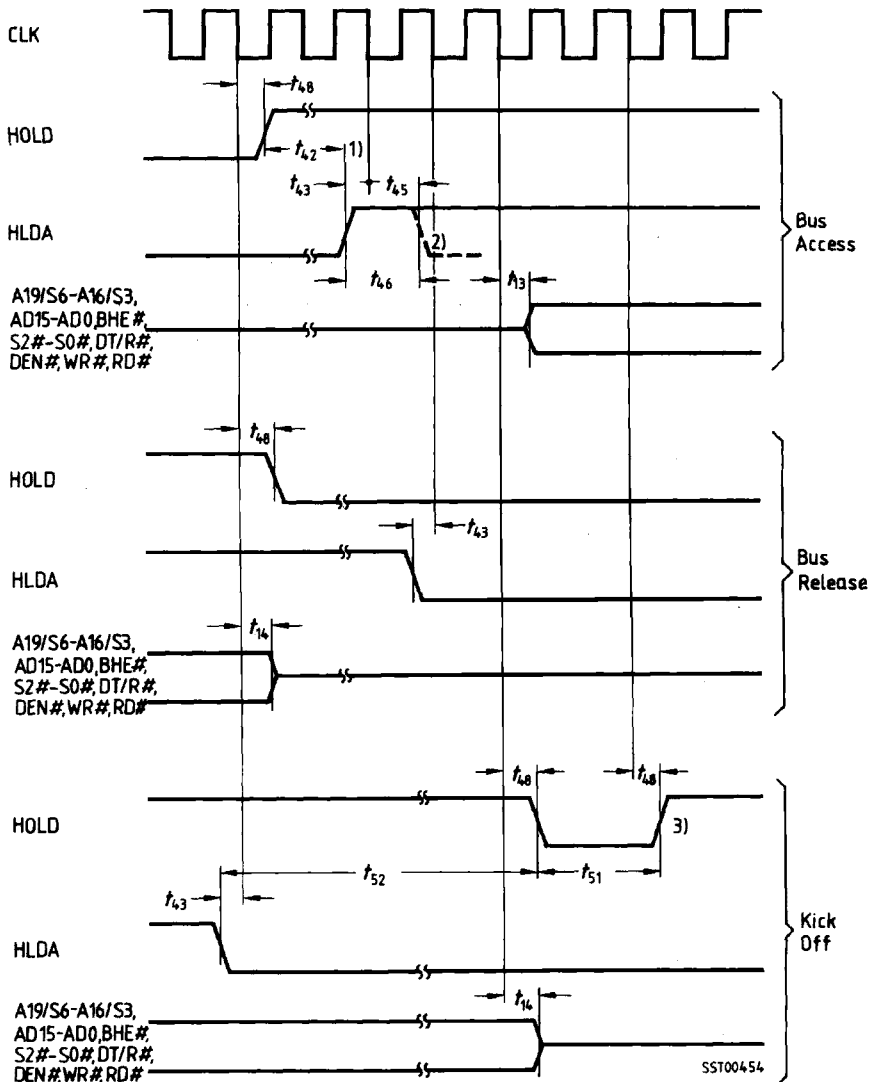 CLK
t48
HOLD
t42 1)
t43 t45
HLDA
2)
Bus
Access
t46 t13
A19/S6-A16/S3,
AD15-AD0,BHE#,
S2#-S0#,DT/R#,
DEN#,WR#,RD#
t48
HOLD
t43
HLDA
Bus
Release
t14
A19/S6-A16/S3,
AD15-AD0,BHE#,
S2#-S0#,DT/R#,
DEN#,WR#,RD#
t48 t48
HOLD
3)
t52 t51
t43
HLDA
Kick
Off
t14
A19/S6-A16/S3,
AD15-AD0,BHE#,
S2#-S0#,DT/R#,
DEN#,WR#,RD#
SST00454